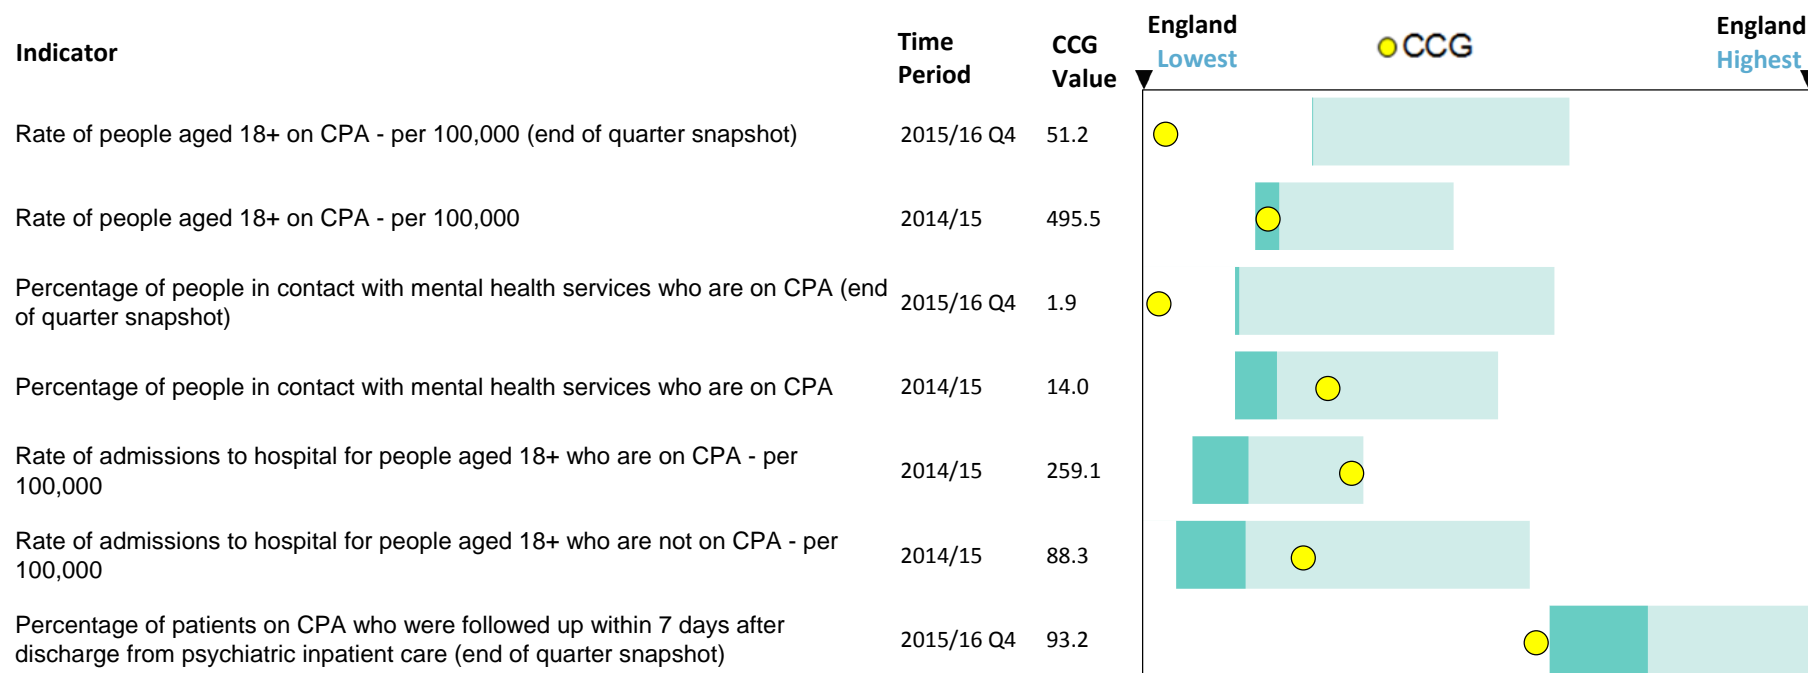 Indicator
Time Period
CCG Value
England Lowest
CCG
England Highest
Rate of people aged 18+ on CPA - per 100,000 (end of quarter snapshot)
2015/16 Q4
51.2
Rate of people aged 18+ on CPA - per 100,000
2014/15
495.5
Percentage of people in contact with mental health services who are on CPA (end
of quarter snapshot)
2015/16 Q4
1.9
Percentage of people in contact with mental health services who are on CPA
2014/15
14.0
Rate of admissions to hospital for people aged 18+ who are on CPA - per
100,000
2014/15
259.1
Rate of admissions to hospital for people aged 18+ who are not on CPA - per
100,000
2014/15
88.3
Percentage of patients on CPA who were followed up within 7 days after
discharge from psychiatric inpatient care (end of quarter snapshot)
2015/16 Q4
93.2